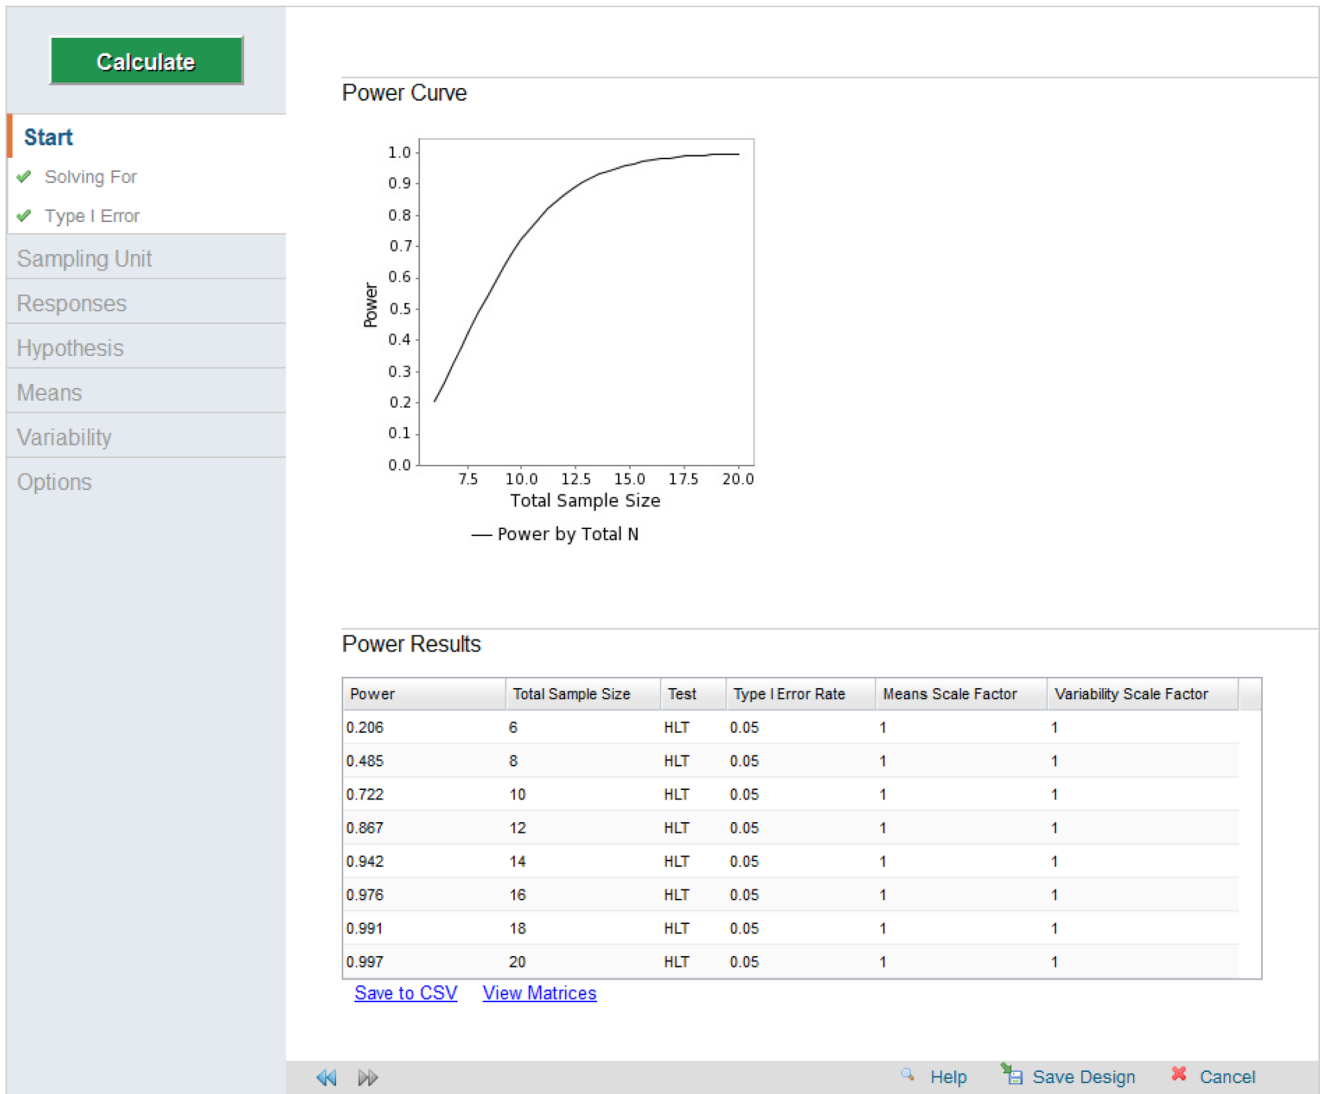 Calculate
Start
Solving For
Type I Error
Sampling Unit
Responses
Hypothesis
Means
Variability
Options
Power Curve
1.0
0.9
0.8
0.7
0.6
0.5
0.4
0.3
0.2
0.1
0.0
Power
7.5 10.0 12.5 15.0 17.5 20.0
Total Sample Size
Power by Total N
Power Results
Power Total Sample Size Test Type I Error Rate Means Scale Factor Variability Scale Factor
0.206 6 HLT 0.05 1 1
0.485 8 HLT 0.05 1 1
0.722 10 HLT 0.05 1 1
0.867 12 HLT 0.05 1 1
0.942 14 HLT 0.05 1 1
0.976 16 HLT 0.05 1 1
0.991 18 HLT 0.05 1 1
0.997 20 HLT 0.05 1 1
Save to CSV View Matrices
Help Save Design Cancel